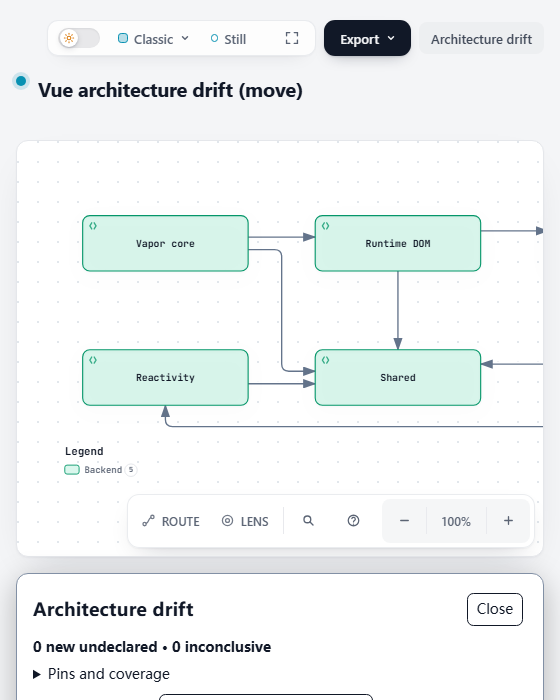 Classic
Still
Export
Architecture drift
Vue architecture drift (move)
Vapor core
Runtime DOM
Reactivity
Shared
Legend
Backend 5
ROUTE
LENS
100%
Architecture drift
Close
0 new undeclared • 0 inconclusive
Pins and coverage